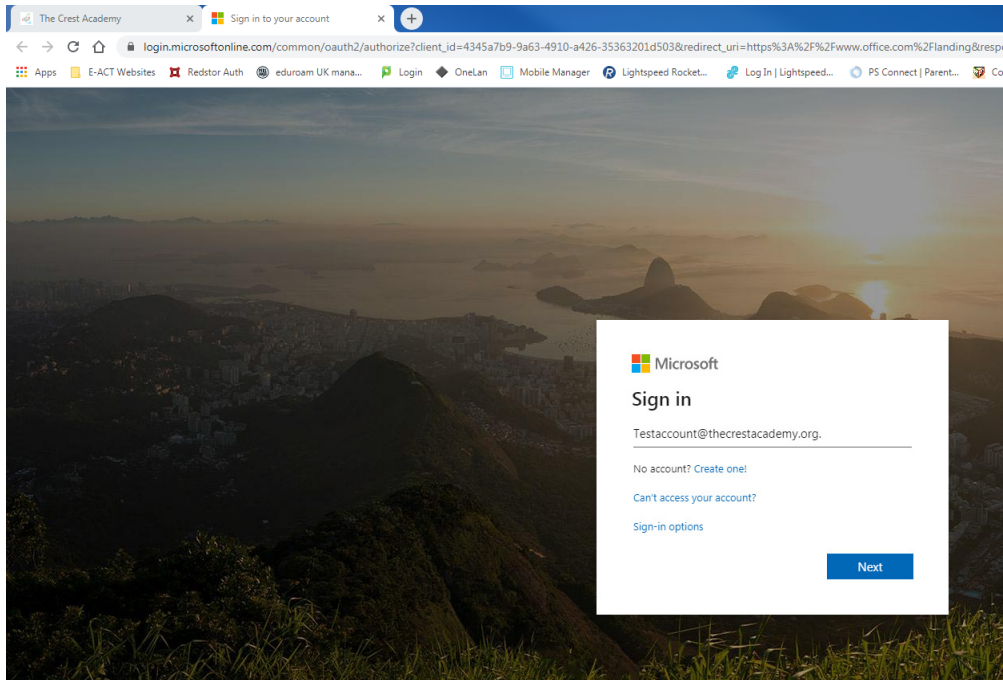 The Crest Academy
Sign in to your account
login.microsoftonline.com/common/oauth2/authorize?client_id=4345a7b9-9a63-4910-a426-35363201d503&redirect_uri=https%3A%2F%2Fwww.office.com%2Flanding&respo
Apps E-ACT Websites Redstor Auth eduroam UK mana... Login OneLan Mobile Manager Lightspeed Rocket... Log In | Lightspeed... PS Connect | Parent... Co
Microsoft
Sign in
Testaccount@thecrestacademy.org.
No account? Create one!
Can't access your account?
Sign-in options
Next